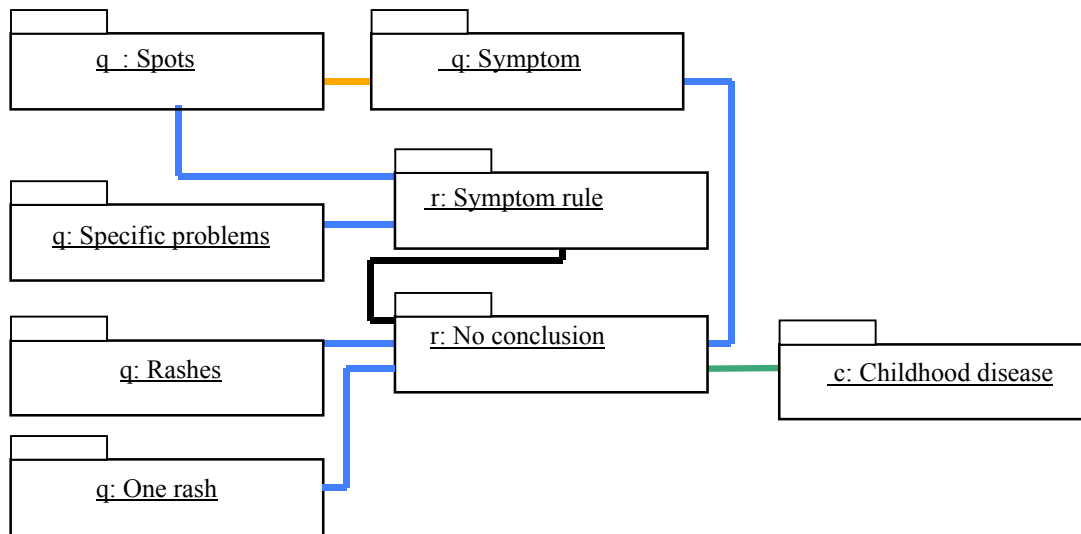 q : Spots
q: Symptom
r: Symptom rule
q: Specific problems
r: No conclusion
q: Rashes
c: Childhood disease
q: One rash